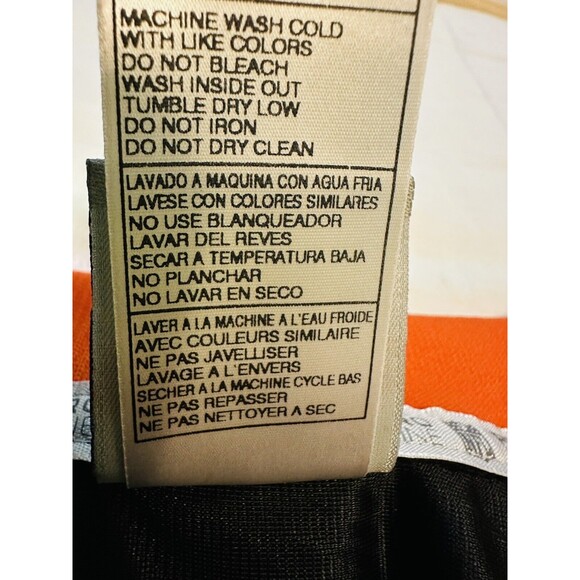 MACHINE WASH COLD
WITH LIKE COLORS
DO NOT BLEACH
WASH INSIDE OUT
TUMBLE DRY LOW
DO NOT IRON
DO NOT DRY CLEAN
LAVADO A MAQUINA CON AGUA FRIA
LAVESE CON COLORES SIMILARES
NO USE BLANQUEADOR
LAVAR DEL REVES
SECAR A TEMPERATURA BAJA
NO PLANCHAR
NO LAVAR EN SECO
LAVER A LA MACHINE A L'EAU FROIDE
AVEC COULEURS SIMILAIRE
NE PAS JAVELLISER
LAVAGE A L'ENVERS
SECHER A LA MACHINE CYCLE BAS
NE PAS REPASSER
NE PAS NETTOYER A SEC